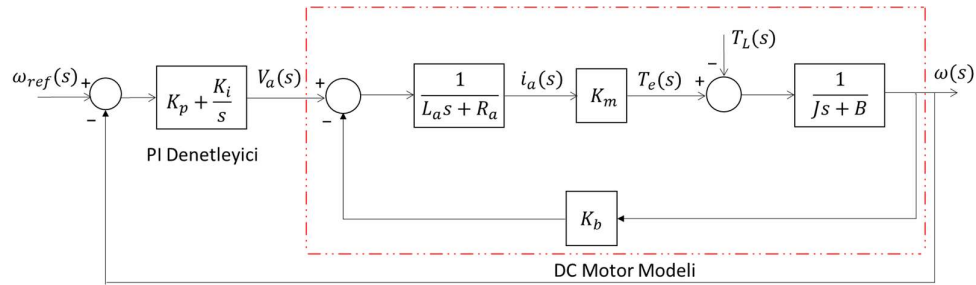 ω_ref(s)
+
−
K_p + K_i/s
PI Denetleyici
V_a(s)
+
−
1/(L_a s + R_a)
i_a(s)
K_m
T_e(s)
+
−
T_L(s)
1/(Js + B)
ω(s)
K_b
DC Motor Modeli